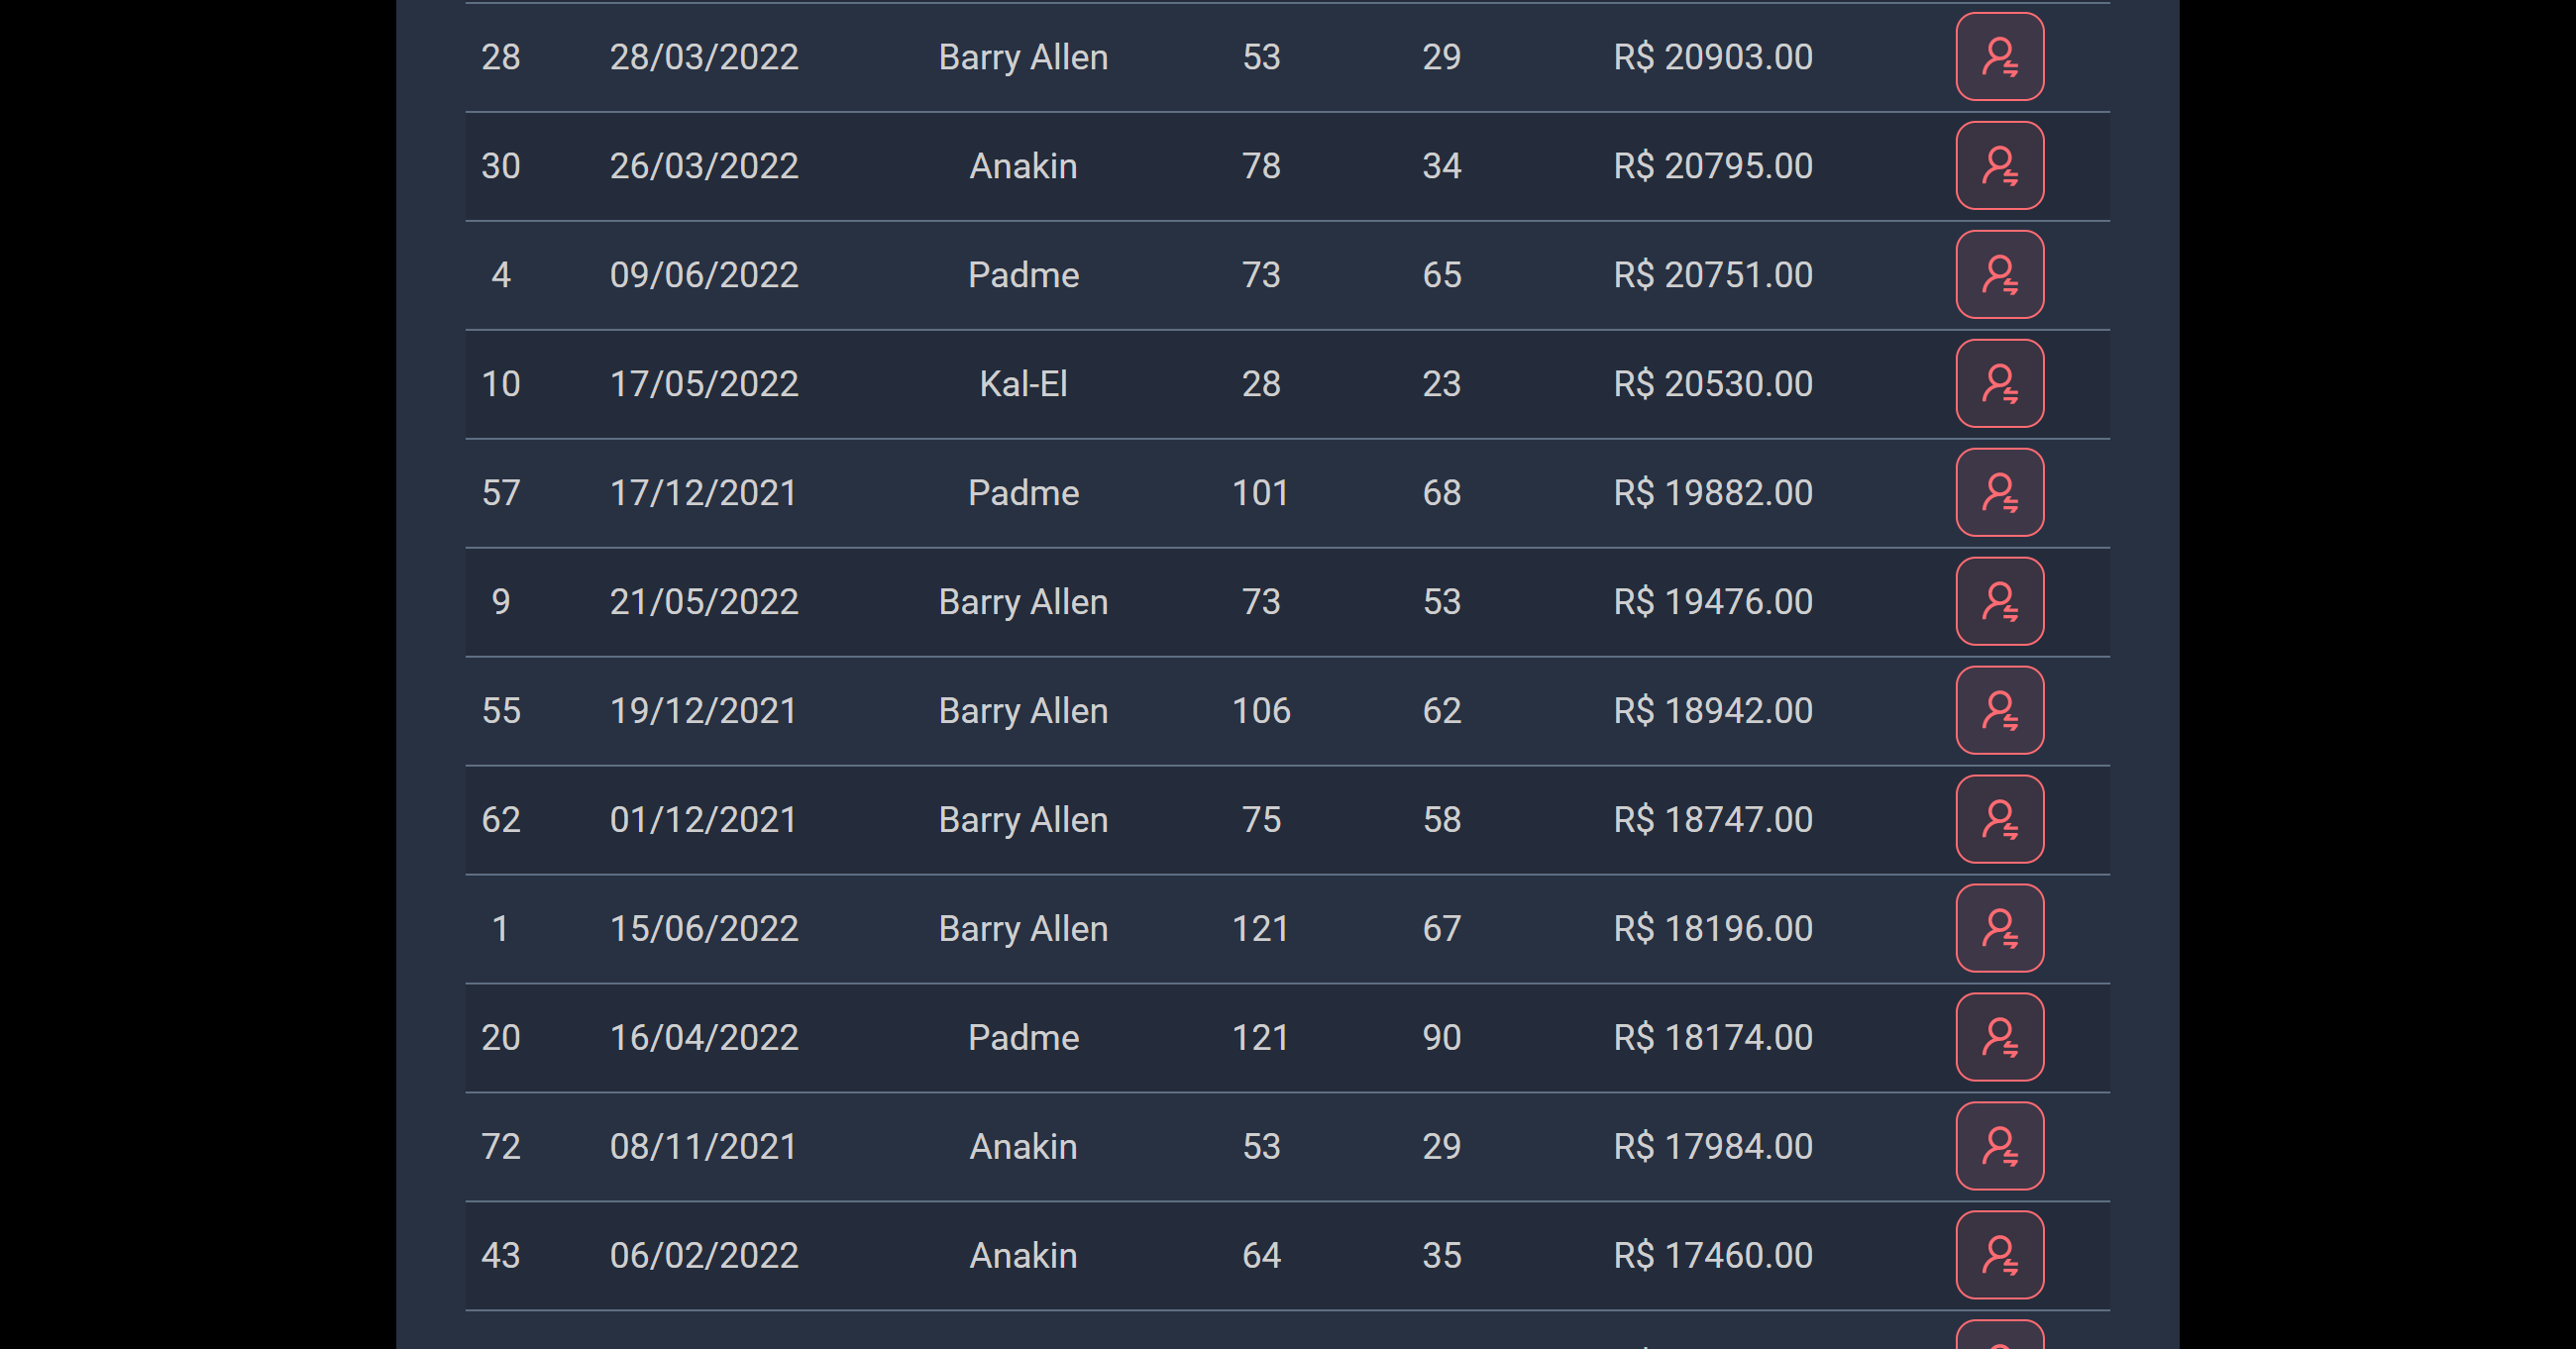 28 28/03/2022 Barry Allen 53 29 R$ 20903.00
30 26/03/2022 Anakin 78 34 R$ 20795.00
4 09/06/2022 Padme 73 65 R$ 20751.00
10 17/05/2022 Kal-El 28 23 R$ 20530.00
57 17/12/2021 Padme 101 68 R$ 19882.00
9 21/05/2022 Barry Allen 73 53 R$ 19476.00
55 19/12/2021 Barry Allen 106 62 R$ 18942.00
62 01/12/2021 Barry Allen 75 58 R$ 18747.00
1 15/06/2022 Barry Allen 121 67 R$ 18196.00
20 16/04/2022 Padme 121 90 R$ 18174.00
72 08/11/2021 Anakin 53 29 R$ 17984.00
43 06/02/2022 Anakin 64 35 R$ 17460.00